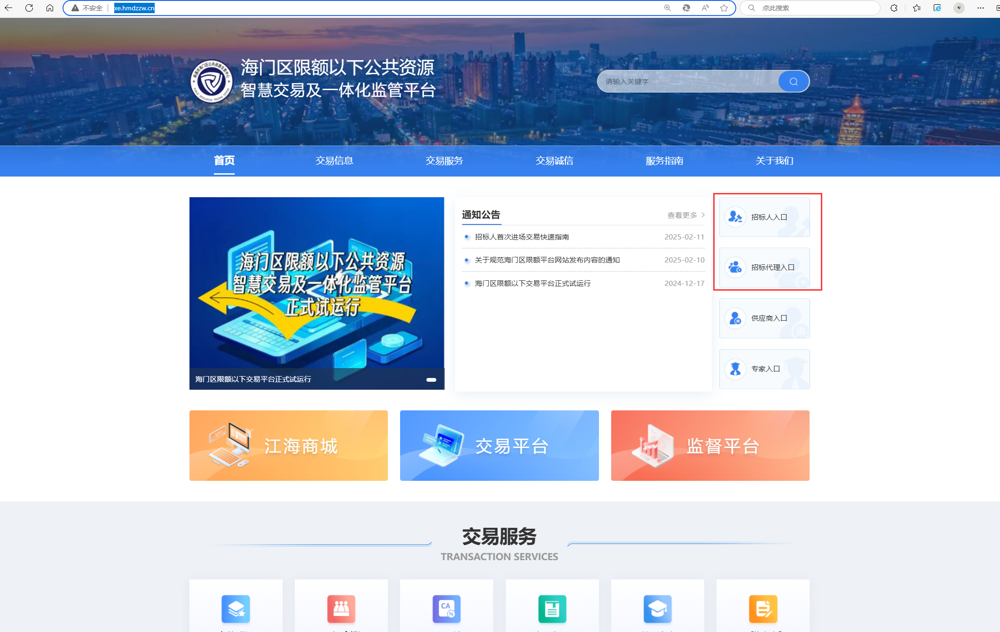 不安全
xe.hmdzzw.cn
点此搜索
海门区限额以下公共资源
智慧交易及一体化监管平台
请输入关键字
首页
交易信息
交易服务
交易诚信
服务指南
关于我们
海门区限额以下公共资源
智慧交易及一体化监管平台
正式试运行
海门区限额以下交易平台正式试运行
通知公告
查看更多
招标人首次进场交易快速指南 2025-02-11
关于规范海门区限额平台网站发布内容的通知 2025-02-10
海门区限额以下交易平台正式试运行 2024-12-17
招标人入口
招标代理入口
供应商入口
专家入口
江海商城
交易平台
监督平台
交易服务
TRANSACTION SERVICES
CA